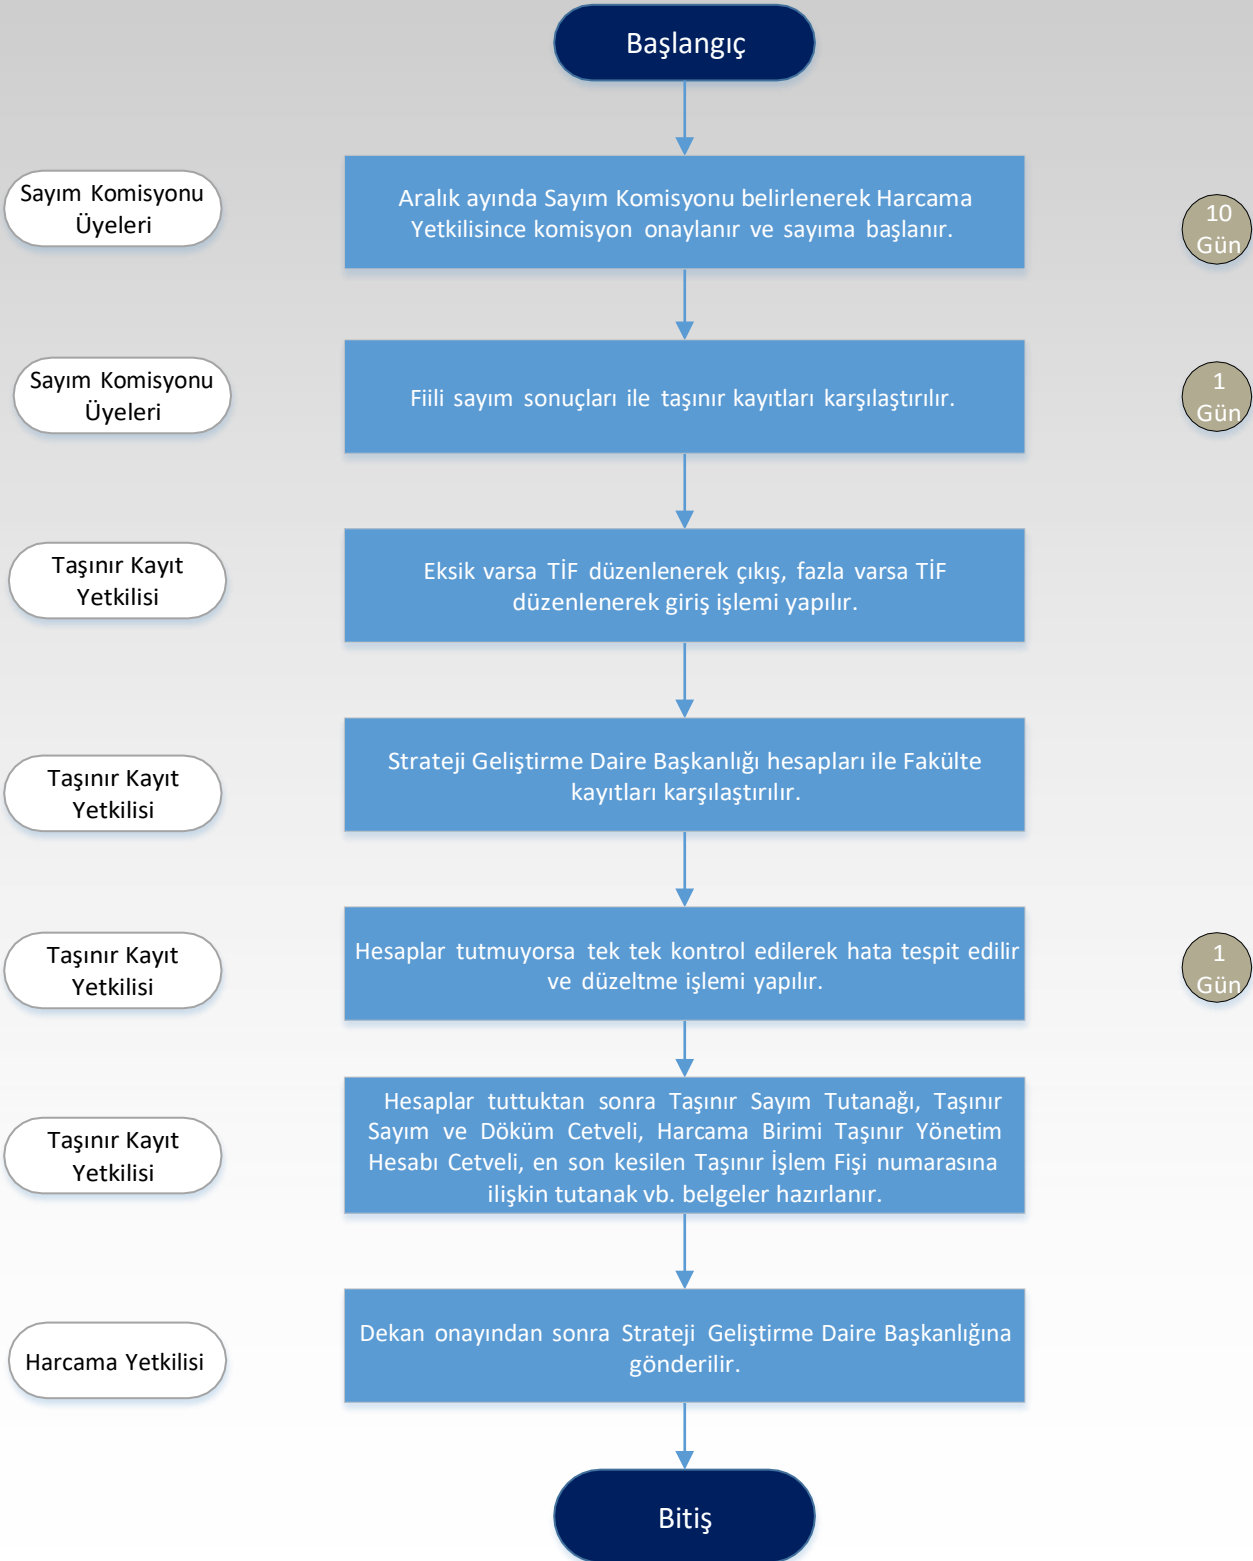 Başlangıç
Sayım Komisyonu
Üyeleri
Aralık ayında Sayım Komisyonu belirlenerek Harcama
Yetkilisince komisyon onaylanır ve sayıma başlanır.
10
Gün
Sayım Komisyonu
Üyeleri
Fiili sayım sonuçları ile taşınır kayıtları karşılaştırılır.
1
Gün
Taşınır Kayıt
Yetkilisi
Eksik varsa TİF düzenlenerek çıkış, fazla varsa TİF
düzenlenerek giriş işlemi yapılır.
Taşınır Kayıt
Yetkilisi
Strateji Geliştirme Daire Başkanlığı hesapları ile Fakülte
kayıtları karşılaştırılır.
Taşınır Kayıt
Yetkilisi
Hesaplar tutmuyorsa tek tek kontrol edilerek hata tespit edilir
ve düzeltme işlemi yapılır.
1
Gün
Taşınır Kayıt
Yetkilisi
Hesaplar tuttuktan sonra Taşınır Sayım Tutanağı, Taşınır
Sayım ve Döküm Cetveli, Harcama Birimi Taşınır Yönetim
Hesabı Cetveli, en son kesilen Taşınır İşlem Fişi numarasına
ilişkin tutanak vb. belgeler hazırlanır.
Harcama Yetkilisi
Dekan onayından sonra Strateji Geliştirme Daire Başkanlığına
gönderilir.
Bitiş